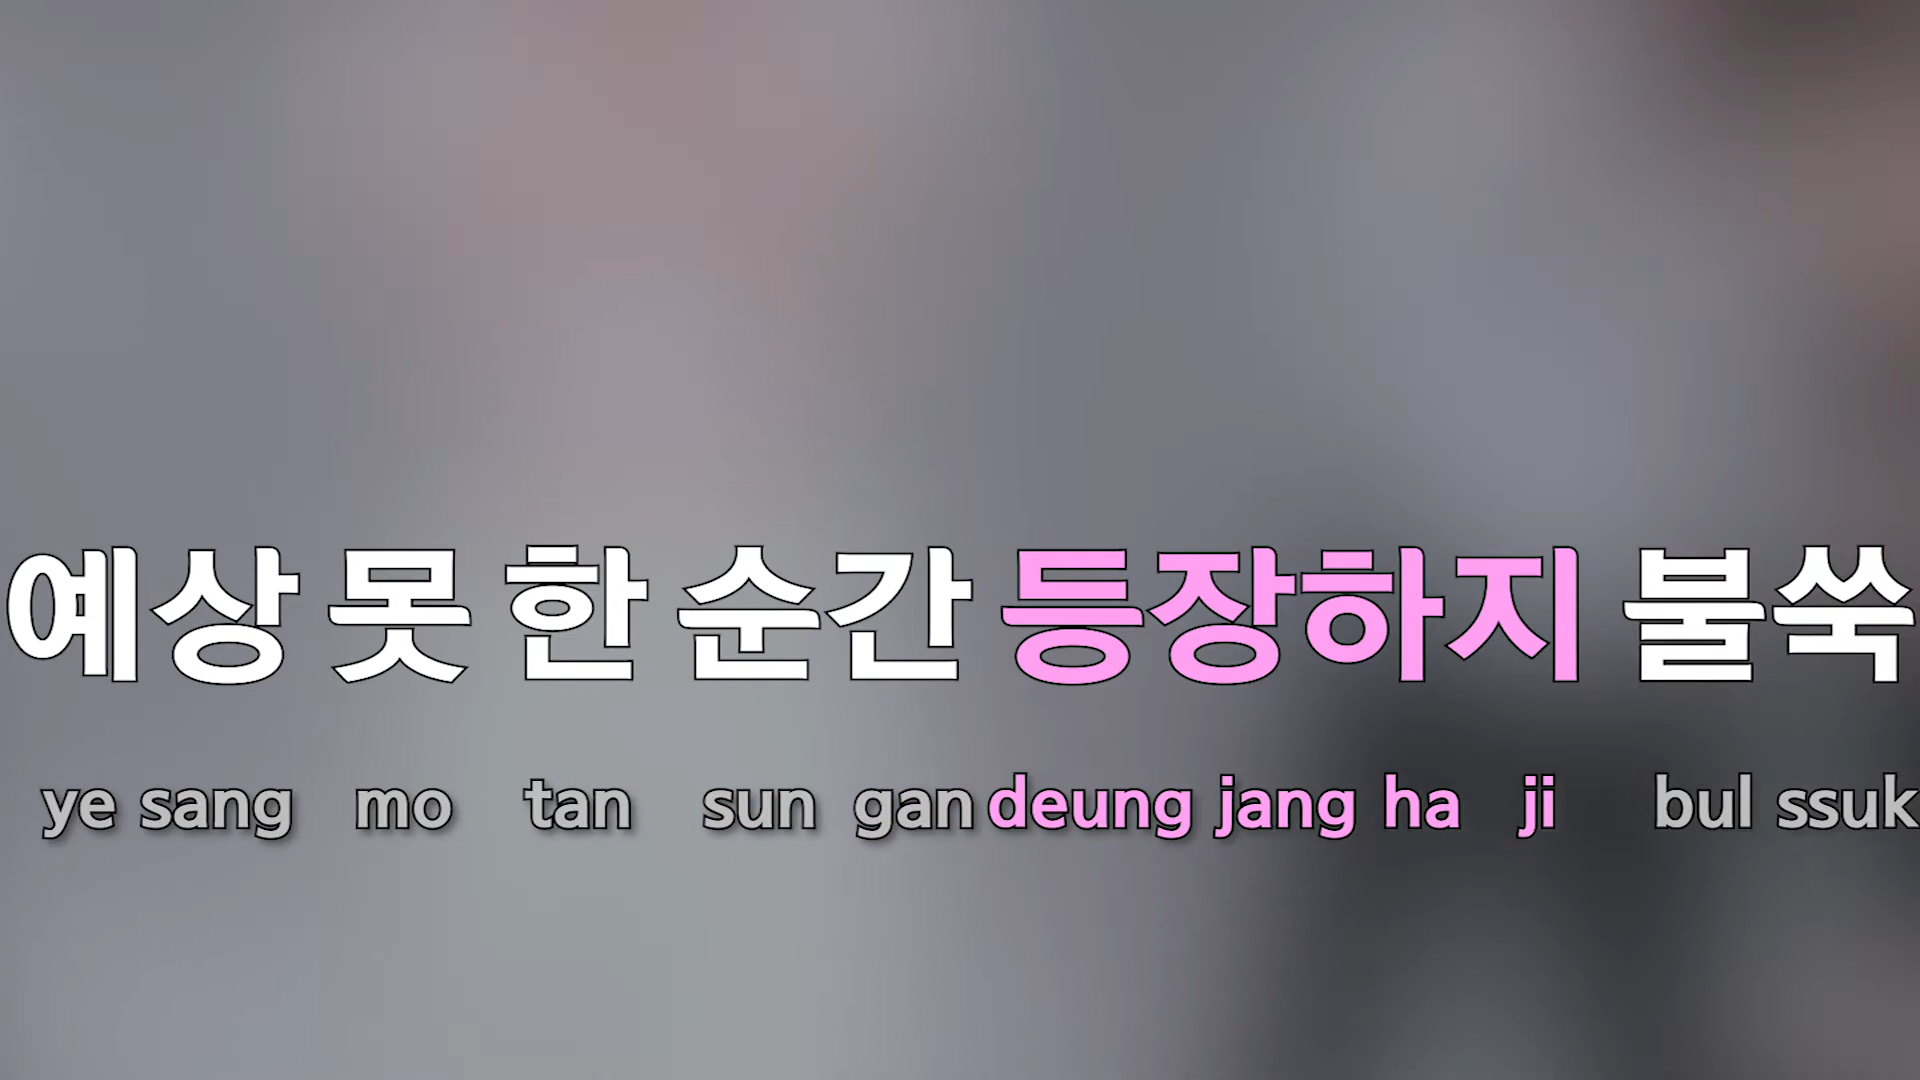 예상 못 한 순간 등장하지 불쑥
ye sang mo tan sun gan deung jang ha ji bul ssuk